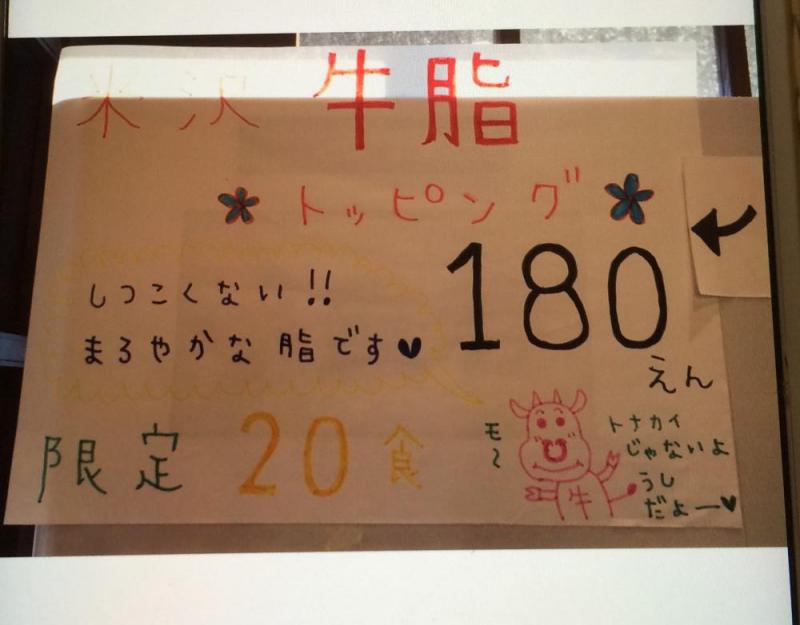 米沢 牛脂
トッピング
180
えん
しつこくない!!
まろやかな脂です♥
限定 20食
モ〜
トナカイ
じゃないよ
うし
だよー♥
牛